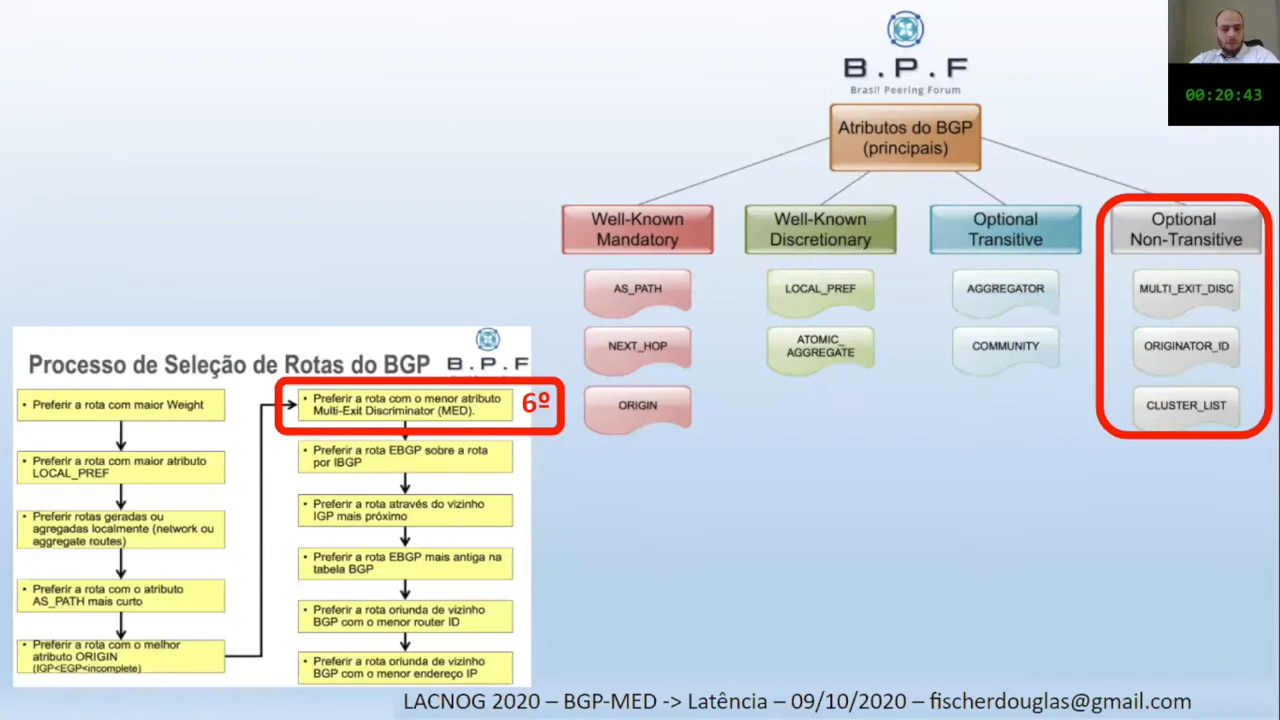 B.P.F
Brasil Peering Forum
00:20:43
Atributos do BGP
(principais)
Well-Known
Mandatory
Well-Known
Discretionary
Optional
Transitive
Optional
Non-Transitive
AS_PATH
LOCAL_PREF
AGGREGATOR
MULTI_EXIT_DISC
NEXT_HOP
ATOMIC_
AGGREGATE
COMMUNITY
ORIGINATOR_ID
ORIGIN
CLUSTER_LIST
Processo de Seleção de Rotas do BGP
B.P.F
• Preferir a rota com maior Weight
• Preferir a rota com maior atributo
LOCAL_PREF
• Preferir rotas geradas ou
agregadas localmente (network ou
aggregate routes)
• Preferir a rota com o atributo
AS_PATH mais curto
• Preferir a rota com o melhor
atributo ORIGIN
(IGP<EGP<incomplete)
• Preferir a rota com o menor atributo
Multi-Exit Discriminator (MED).
6º
• Preferir a rota EBGP sobre a rota
por IBGP
• Preferir a rota através do vizinho
IGP mais próximo
• Preferir a rota EBGP mais antiga na
tabela BGP
• Preferir a rota oriunda de vizinho
BGP com o menor router ID
• Preferir a rota oriunda de vizinho
BGP com o menor endereço IP
LACNOG 2020 – BGP-MED -> Latência – 09/10/2020 – fischerdouglas@gmail.com